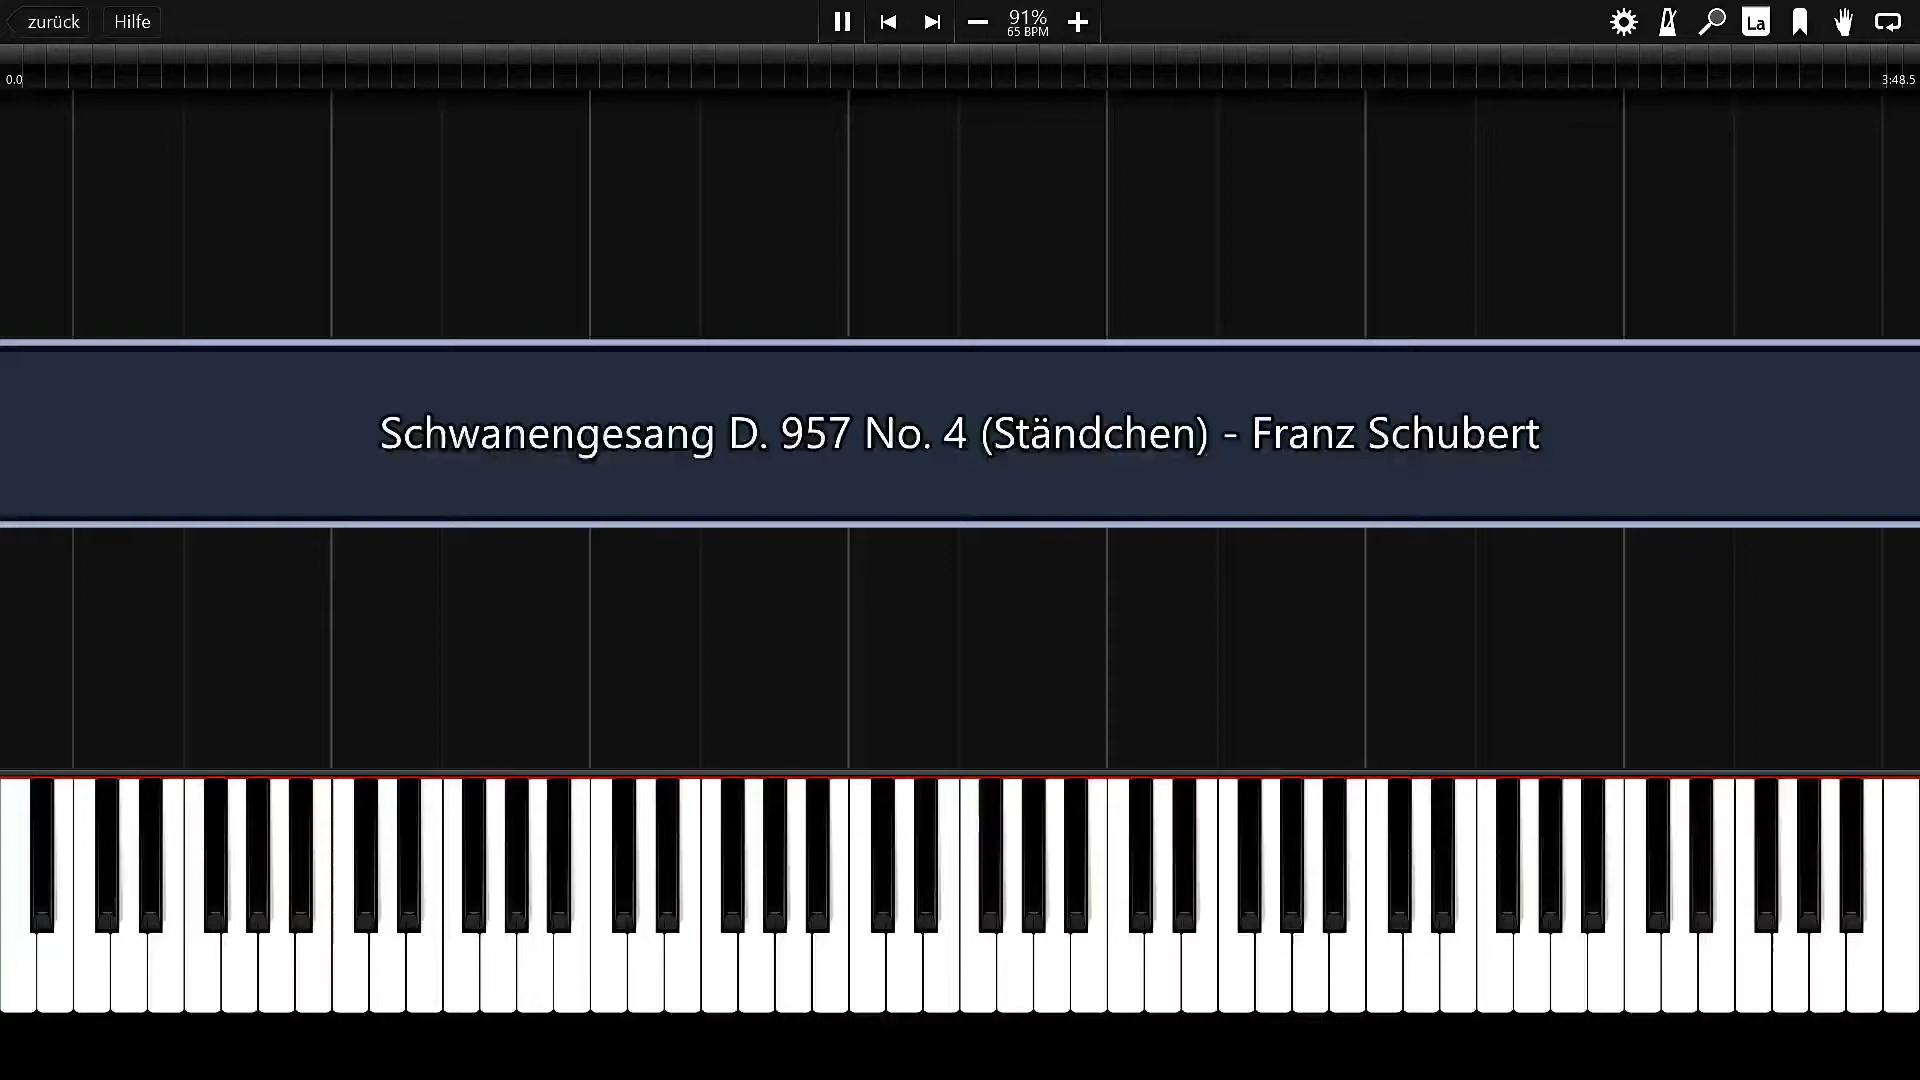 zurück
Hilfe
91%
65 BPM
La
0.0
3:48.5
Schwanengesang D. 957 No. 4 (Ständchen) - Franz Schubert